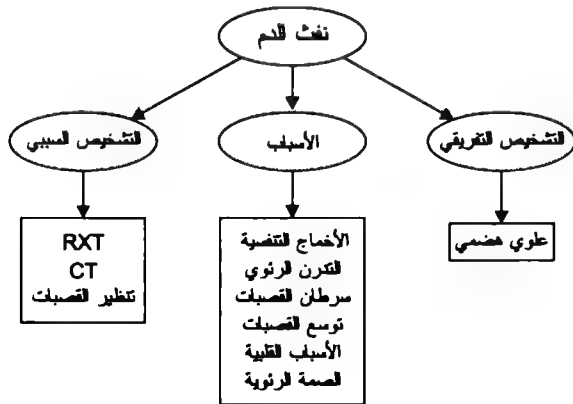 نفث الدم
التشخيص التفريقي
الأسباب
التشخيص السببي
علوي هضمي
الأخماج التنفسية
التدرن الرئوي
سرطان القصبات
توسع القصبات
الأسباب القلبية
الصمة الرئوية
RXT
CT
تنظير القصبات